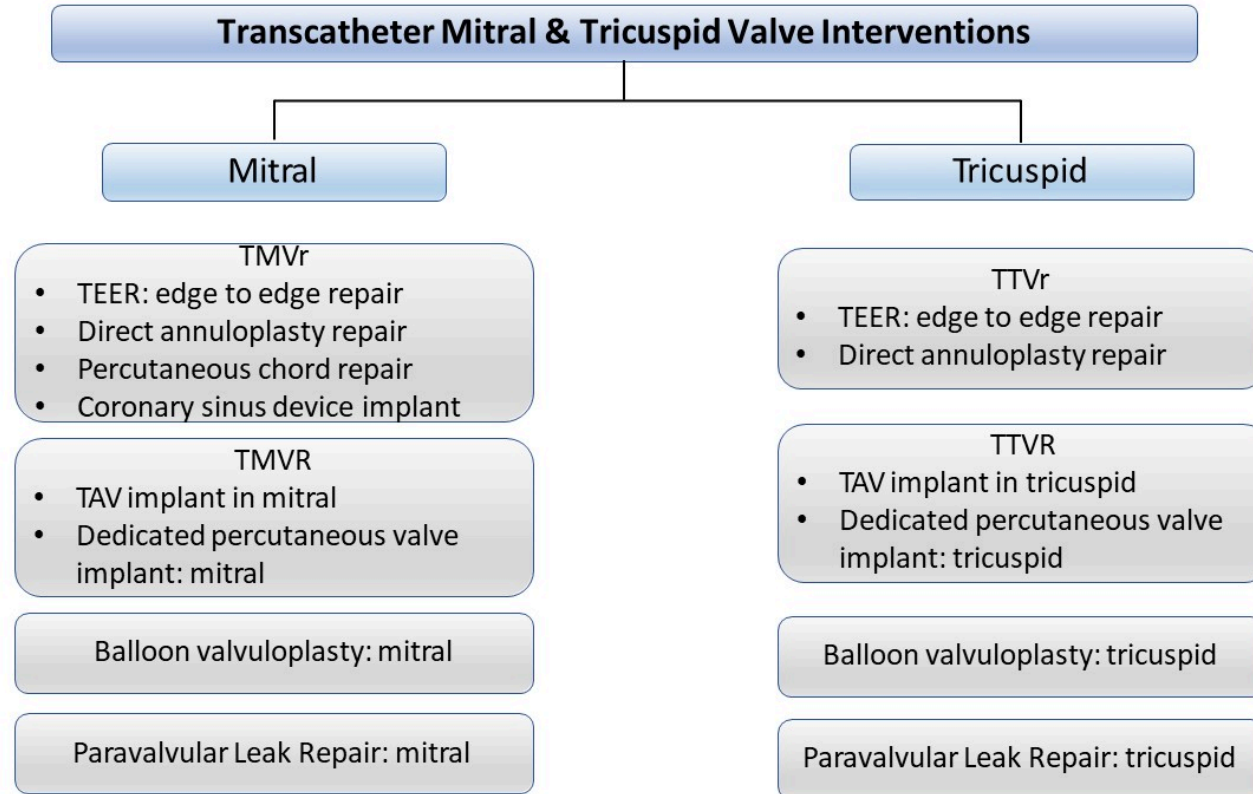 Transcatheter Mitral & Tricuspid Valve Interventions
Mitral
TMVr
• TEER: edge to edge repair
• Direct annuloplasty repair
• Percutaneous chord repair
• Coronary sinus device implant
TMVR
• TAV implant in mitral
• Dedicated percutaneous valve
implant: mitral
Balloon valvuloplasty: mitral
Paravalvular Leak Repair: mitral
Tricuspid
TTVr
• TEER: edge to edge repair
• Direct annuloplasty repair
TTVR
• TAV implant in tricuspid
• Dedicated percutaneous valve
implant: tricuspid
Balloon valvuloplasty: tricuspid
Paravalvular Leak Repair: tricuspid